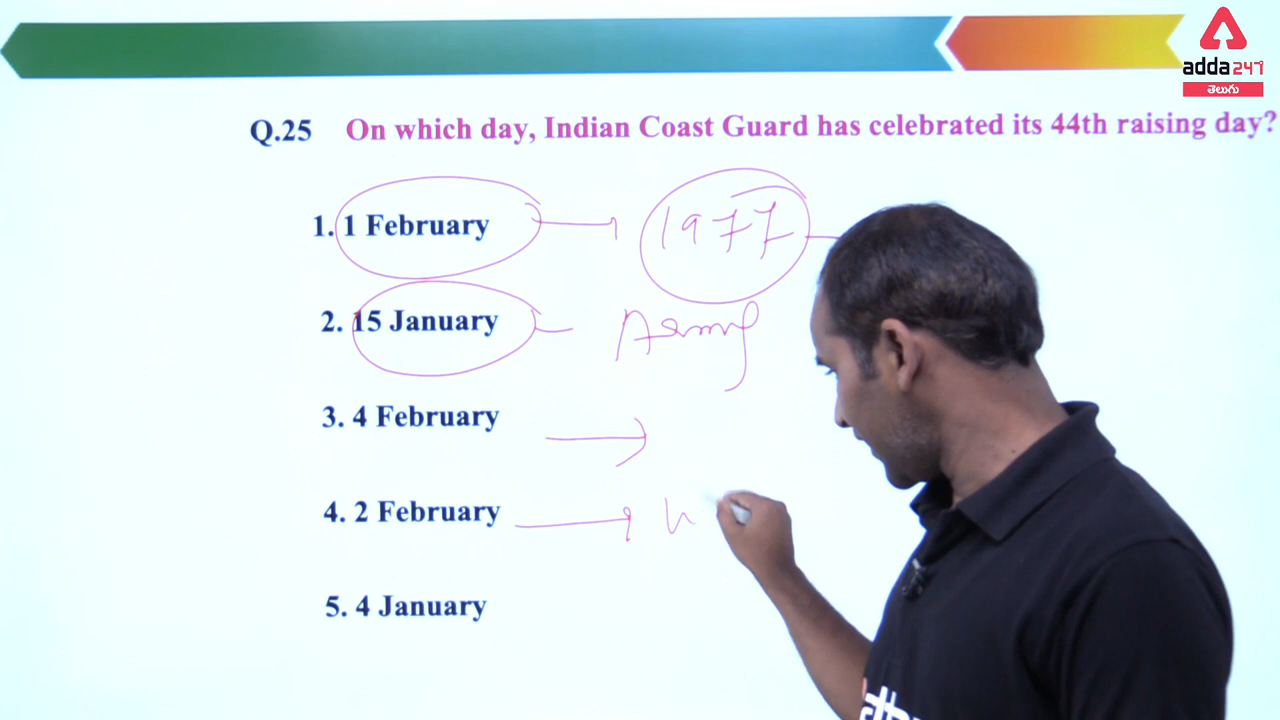 adda247
తెలుగు
Q.25 On which day, Indian Coast Guard has celebrated its 44th raising day?
1. 1 February 1977
2. 15 January Army
3. 4 February
4. 2 February
5. 4 January